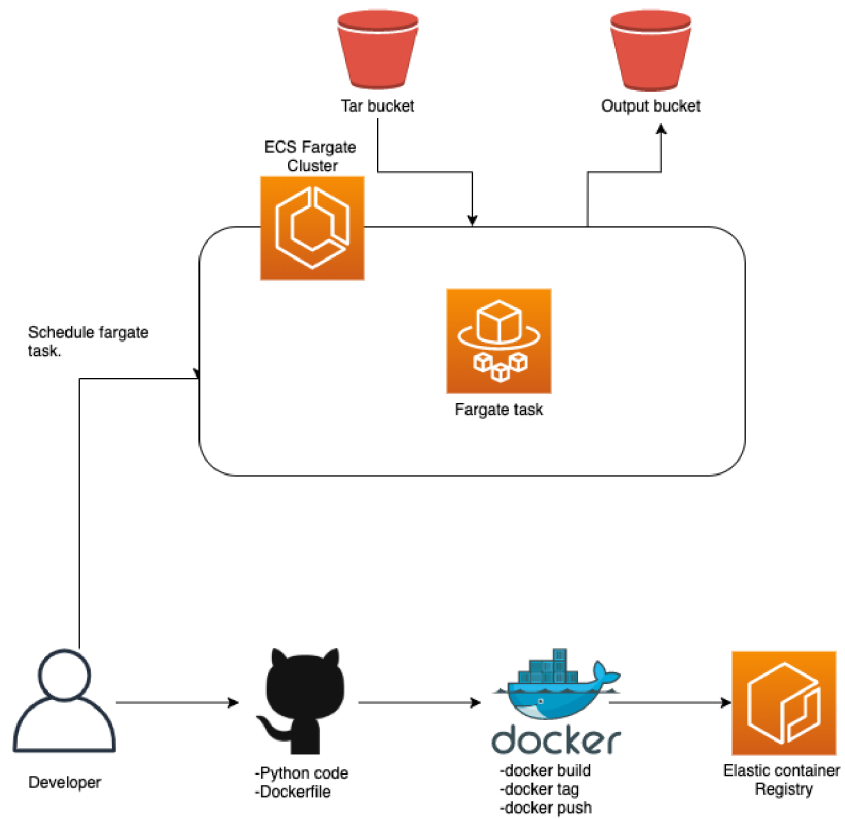 Tar bucket
Output bucket
ECS Fargate
Cluster
Schedule fargate
task.
Fargate task
docker
Developer
-Python code
-Dockerfile
-docker build
-docker tag
-docker push
Elastic container
Registry